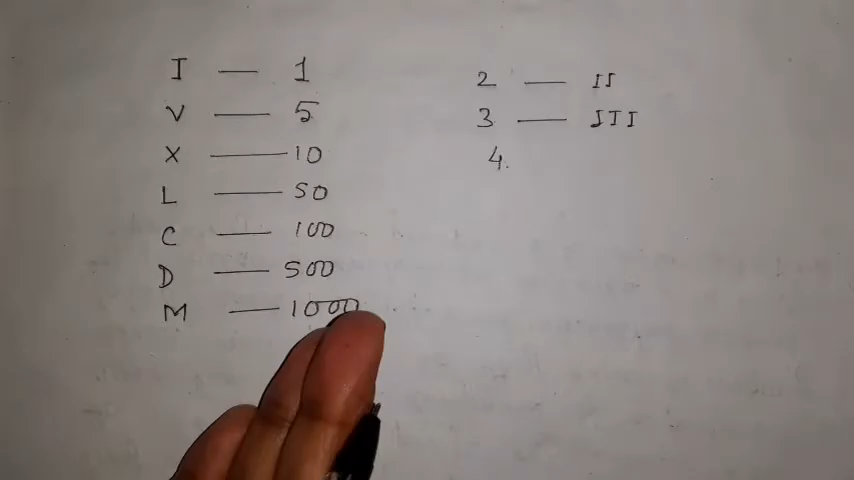 I — 1
V — 5
X — 10
L — 50
C — 100
D — 500
M — 1000
2 — II
3 — III
4.